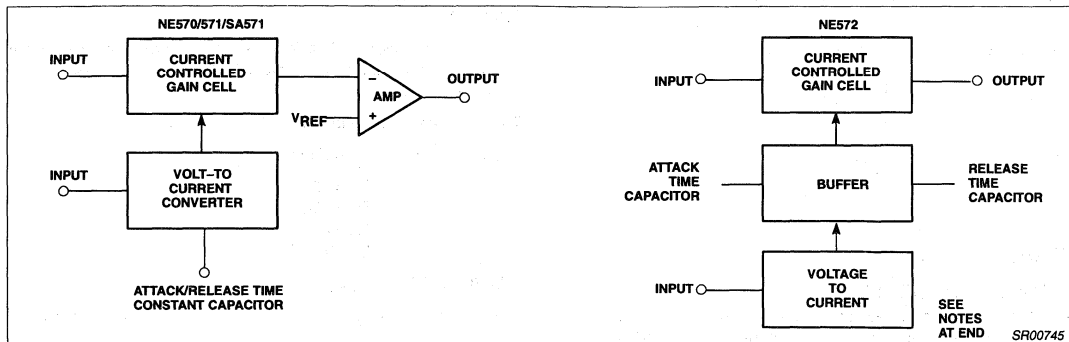 NE570/571/SA571
INPUT
CURRENT
CONTROLLED
GAIN CELL
−
AMP
+
OUTPUT
VREF
INPUT
VOLT–TO
CURRENT
CONVERTER
ATTACK/RELEASE TIME
CONSTANT CAPACITOR
NE572
INPUT
CURRENT
CONTROLLED
GAIN CELL
OUTPUT
ATTACK
TIME
CAPACITOR
BUFFER
RELEASE
TIME
CAPACITOR
INPUT
VOLTAGE
TO
CURRENT
SEE
NOTES
AT END
SR00745